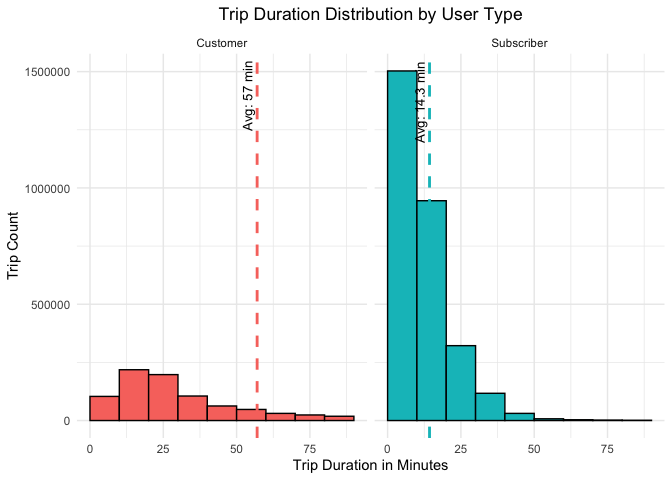 Trip Duration Distribution by User Type
Customer
Subscriber
Trip Count
1500000
1000000
500000
0
Avg: 57 min
Avg: 14.3 min
0
25
50
75
0
25
50
75
Trip Duration in Minutes